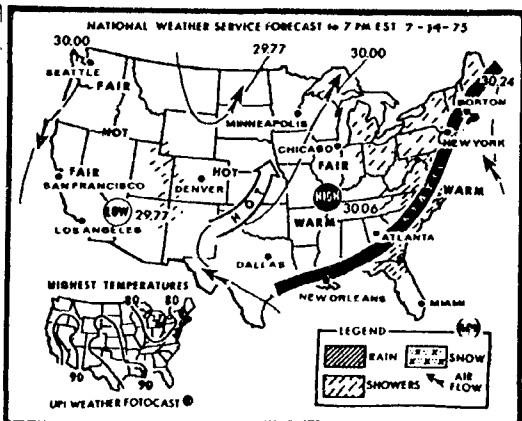 NATIONAL WEATHER SERVICE FORECAST to 7 PM EST 7-14-75
30.00
29.77
30.00
SEATTLE
FAIR
30.24
BOSTON
MINNEAPOLIS
HOT
NEW YORK
CHICAGO
FAIR
FAIR
HOT
SAN FRANCISCO
DENVER
HIGH
WARM
LOW
29.77
HOT
WARM
30.06
LOS ANGELES
ATLANTA
DALLAS
HIGHEST TEMPERATURES
80
80
NEW ORLEANS
MIAMI
LEGEND
UPI
RAIN
SNOW
SHOWERS
AIR
FLOW
90
90
UPI WEATHER FOTOCAST